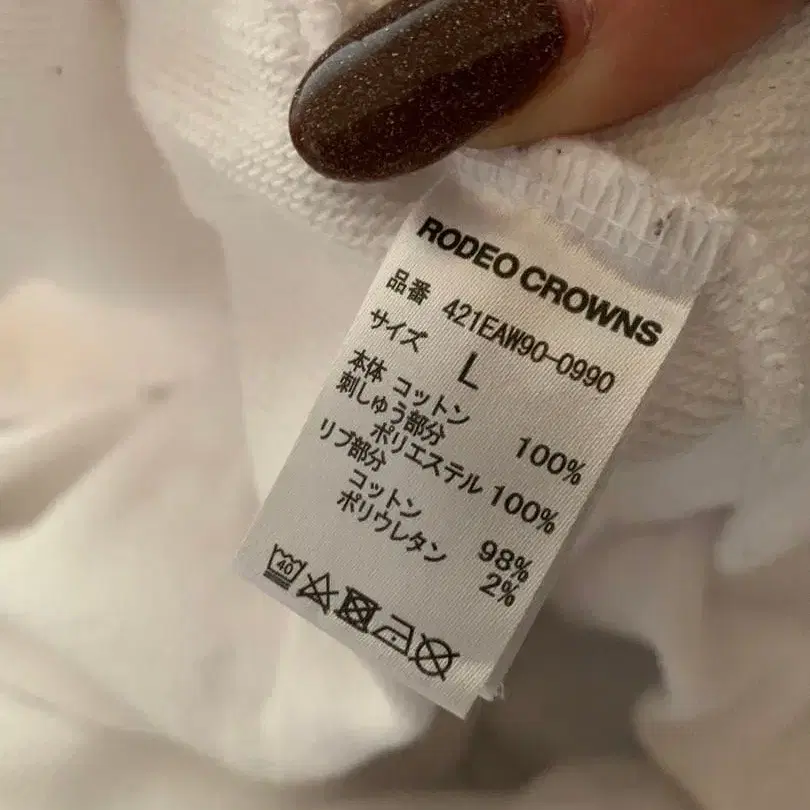 RODEO CROWNS
品番 421EAW90-0990
サイズ L
本体 コットン 100%
刺しゅう部分
ポリエステル 100%
リブ部分
コットン 98%
ポリウレタン 2%
40